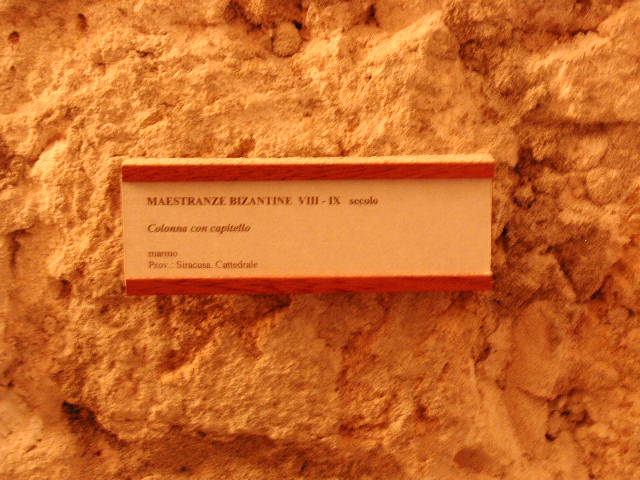 MAESTRANZE BIZANTINE VIII - IX secolo
Colonna con capitello
marmo
Prov.: Siracusa, Cattedrale